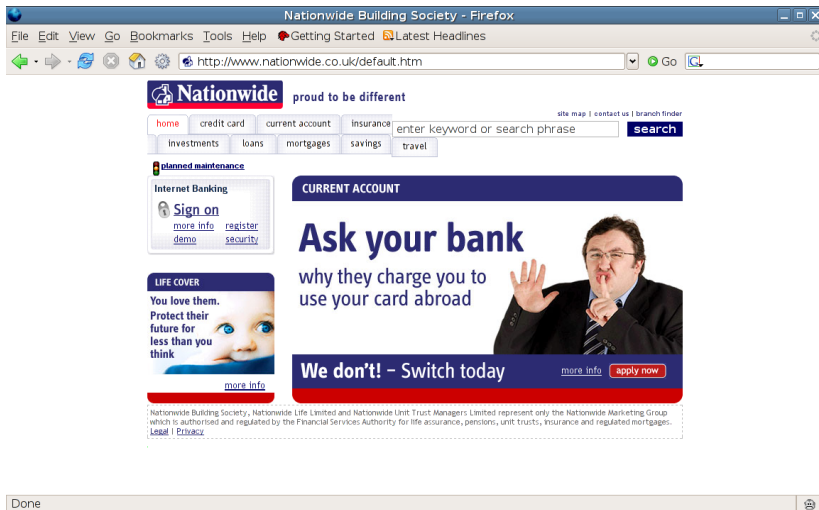 Nationwide Building Society - Firefox
File Edit View Go Bookmarks Tools Help Getting Started Latest Headlines
http://www.nationwide.co.uk/default.htm Go
Nationwide proud to be different
site map | contact us | branch finder
home credit card current account insurance enter keyword or search phrase search
investments loans mortgages savings travel
planned maintenance
Internet Banking
Sign on
more info register
demo security
CURRENT ACCOUNT
Ask your bank
why they charge you to
use your card abroad
We don't! – Switch today more info apply now
LIFE COVER
You love them.
Protect their
future for
less than you
think
more info
Nationwide Building Society, Nationwide Life Limited and Nationwide Unit Trust Managers Limited represent only the Nationwide Marketing Group
which is authorised and regulated by the Financial Services Authority for life assurance, pensions, unit trusts, insurance and regulated mortgages.
Legal | Privacy
Done